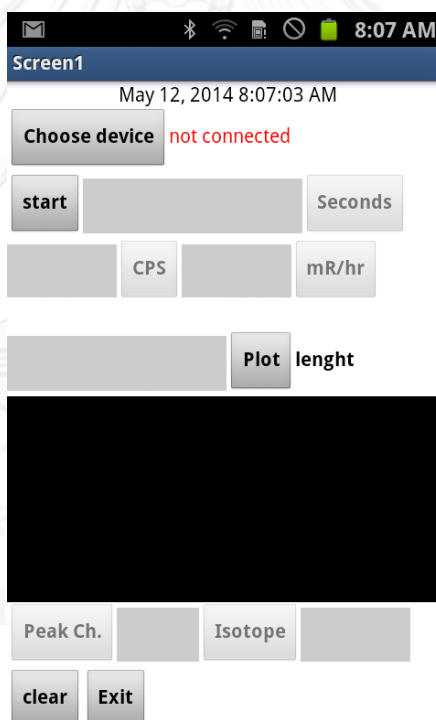 8:07 AM
Screen1
May 12, 2014 8:07:03 AM
Choose device not connected
start Seconds
CPS mR/hr
Plot lenght
Peak Ch. Isotope
clear Exit